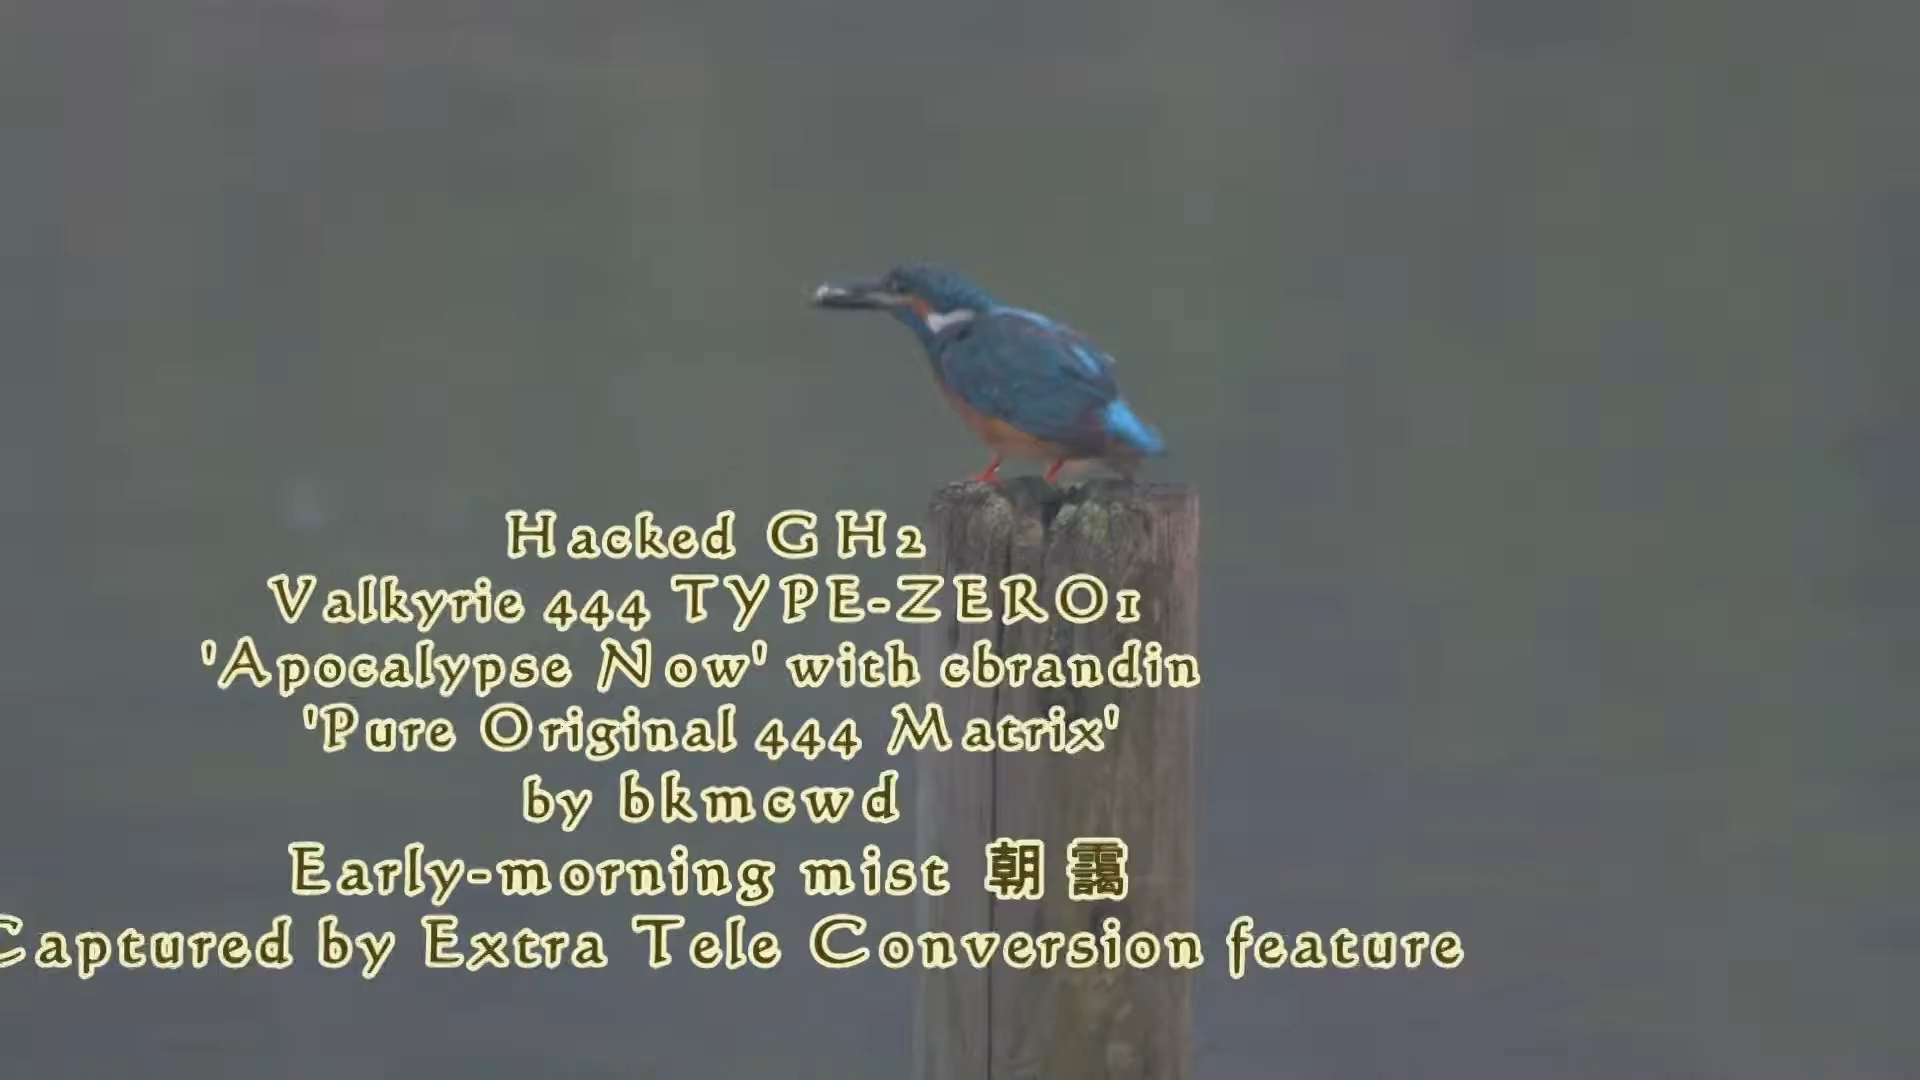 Hacked GH2
Valkyrie 444 TYPE-ZERO1
'Apocalypse Now' with cbrandin
'Pure Original 444 Matrix'
by bkmcwd
Early-morning mist 朝靄
Captured by Extra Tele Conversion feature